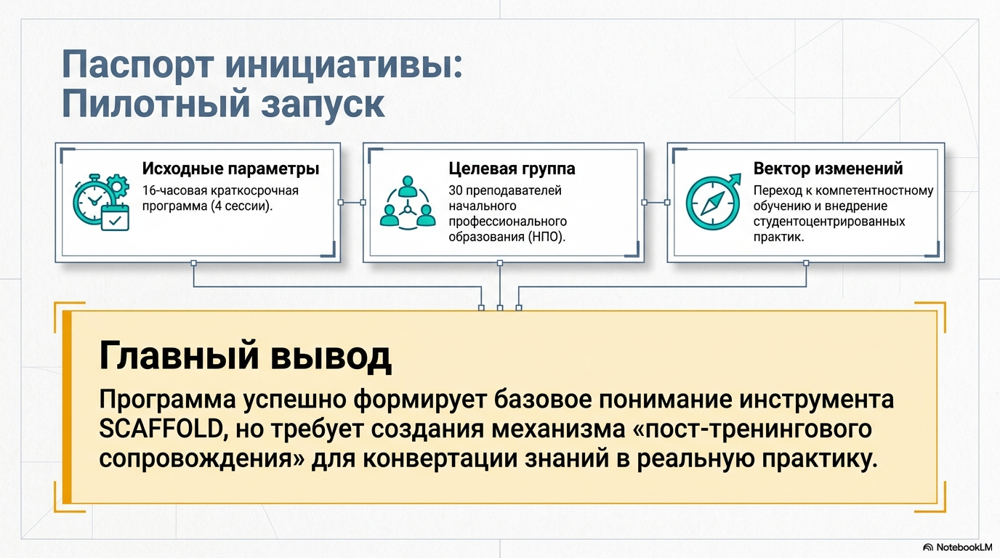 Паспорт инициативы:
Пилотный запуск
Исходные параметры
16-часовая краткосрочная
программа (4 сессии).
Целевая группа
30 преподавателей
начального
профессионального
образования (НПО).
Вектор изменений
Переход к компетентностному
обучению и внедрение
студентоцентрированных
практик.
Главный вывод
Программа успешно формирует базовое понимание инструмента
SCAFFOLD, но требует создания механизма «пост-тренингового
сопровождения» для конвертации знаний в реальную практику.
NotebookLM